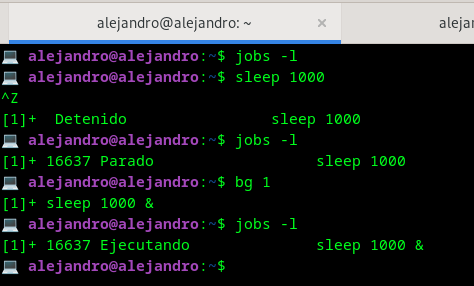 alejandro@alejandro: ~ × aleja
💻 alejandro@alejandro:~$ jobs -l
💻 alejandro@alejandro:~$ sleep 1000
^Z
[1]+  Detenido                sleep 1000
💻 alejandro@alejandro:~$ jobs -l
[1]+ 16637 Parado                  sleep 1000
💻 alejandro@alejandro:~$ bg 1
[1]+ sleep 1000 &
💻 alejandro@alejandro:~$ jobs -l
[1]+ 16637 Ejecutando              sleep 1000 &
💻 alejandro@alejandro:~$